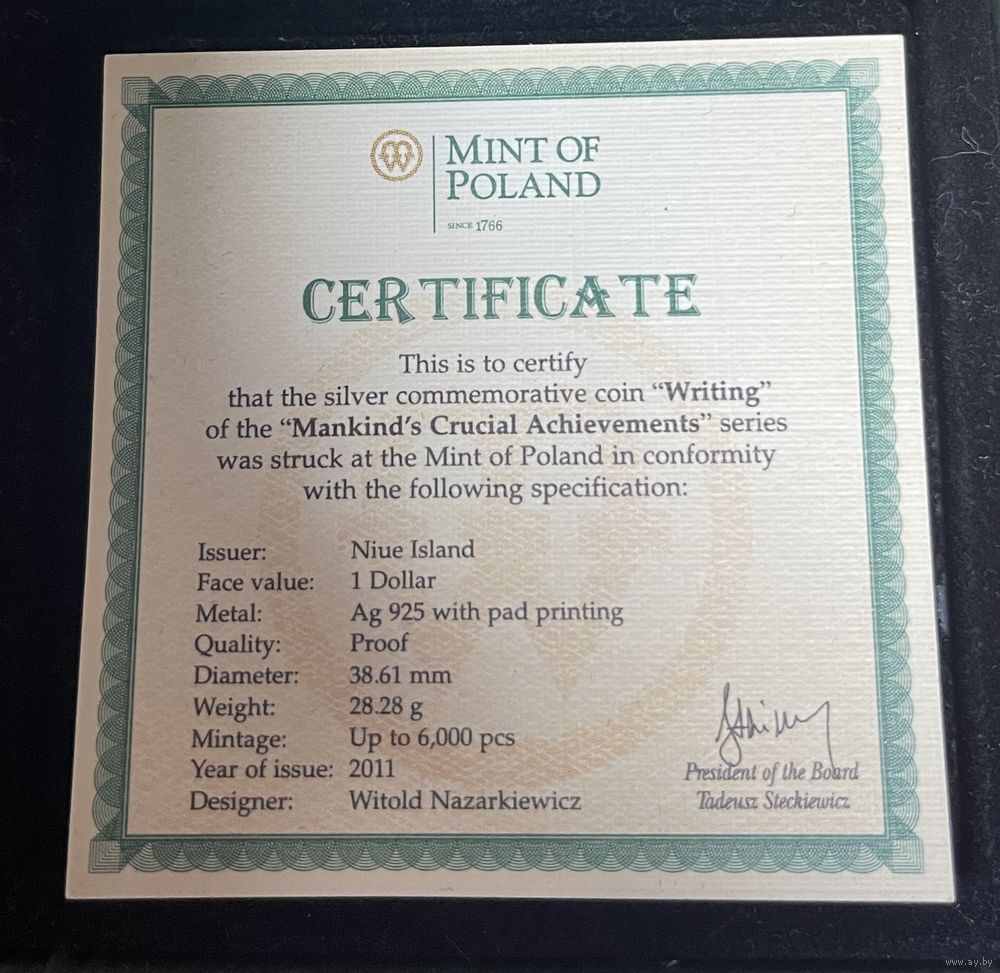 MINT OF
POLAND
SINCE 1766
CERTIFICATE
This is to certify
that the silver commemorative coin “Writing”
of the “Mankind’s Crucial Achievements” series
was struck at the Mint of Poland in conformity
with the following specification:
Issuer: Niue Island
Face value: 1 Dollar
Metal: Ag 925 with pad printing
Quality: Proof
Diameter: 38.61 mm
Weight: 28.28 g
Mintage: Up to 6,000 pcs
Year of issue: 2011
Designer: Witold Nazarkiewicz
President of the Board
Tadeusz Steckiewicz
www.ay.by